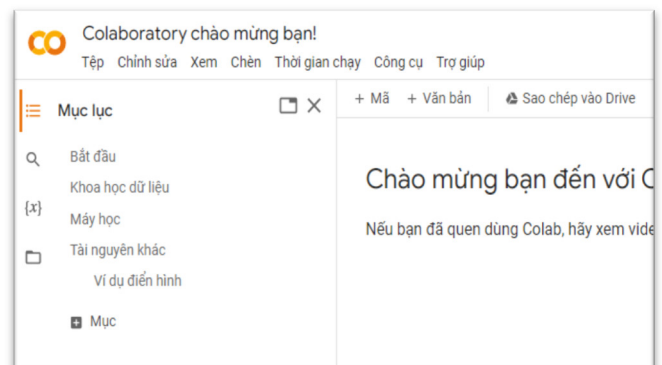 Colaboratory chào mừng bạn!
Tệp Chỉnh sửa Xem Chèn Thời gian chạy Công cụ Trợ giúp
Mục lục
Bắt đầu
Khoa học dữ liệu
Máy học
Tài nguyên khác
Ví dụ điển hình
Mục
{x}
+ Mã + Văn bản Sao chép vào Drive
Chào mừng bạn đến với
Nếu bạn đã quen dùng Colab, hãy xem vide